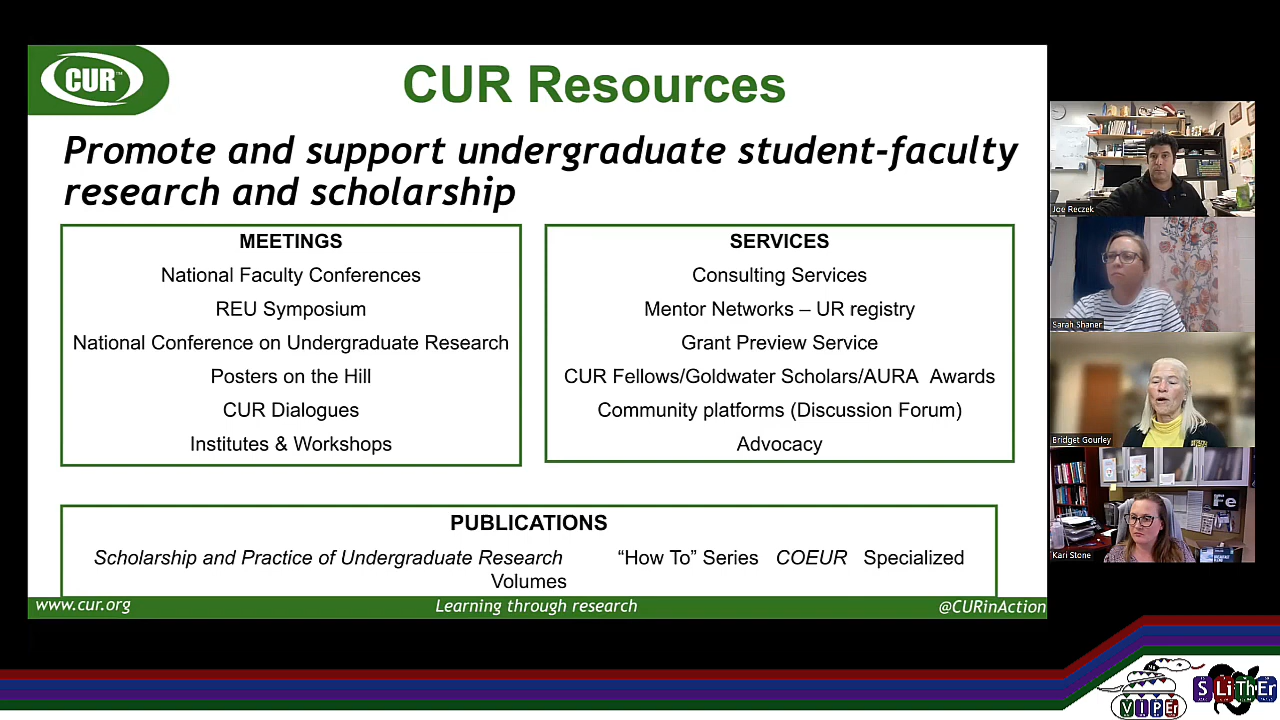 CUR™
CUR Resources
Promote and support undergraduate student-faculty
research and scholarship
MEETINGS
National Faculty Conferences
REU Symposium
National Conference on Undergraduate Research
Posters on the Hill
CUR Dialogues
Institutes & Workshops
SERVICES
Consulting Services
Mentor Networks – UR registry
Grant Preview Service
CUR Fellows/Goldwater Scholars/AURA Awards
Community platforms (Discussion Forum)
Advocacy
PUBLICATIONS
Scholarship and Practice of Undergraduate Research “How To” Series COEUR Specialized
Volumes
www.cur.org
Learning through research
@CURinAction
Joe Reczek
Sarah Shaner
Bridget Gourley
Kari Stone
Fe
VIPEr
SLiThEr